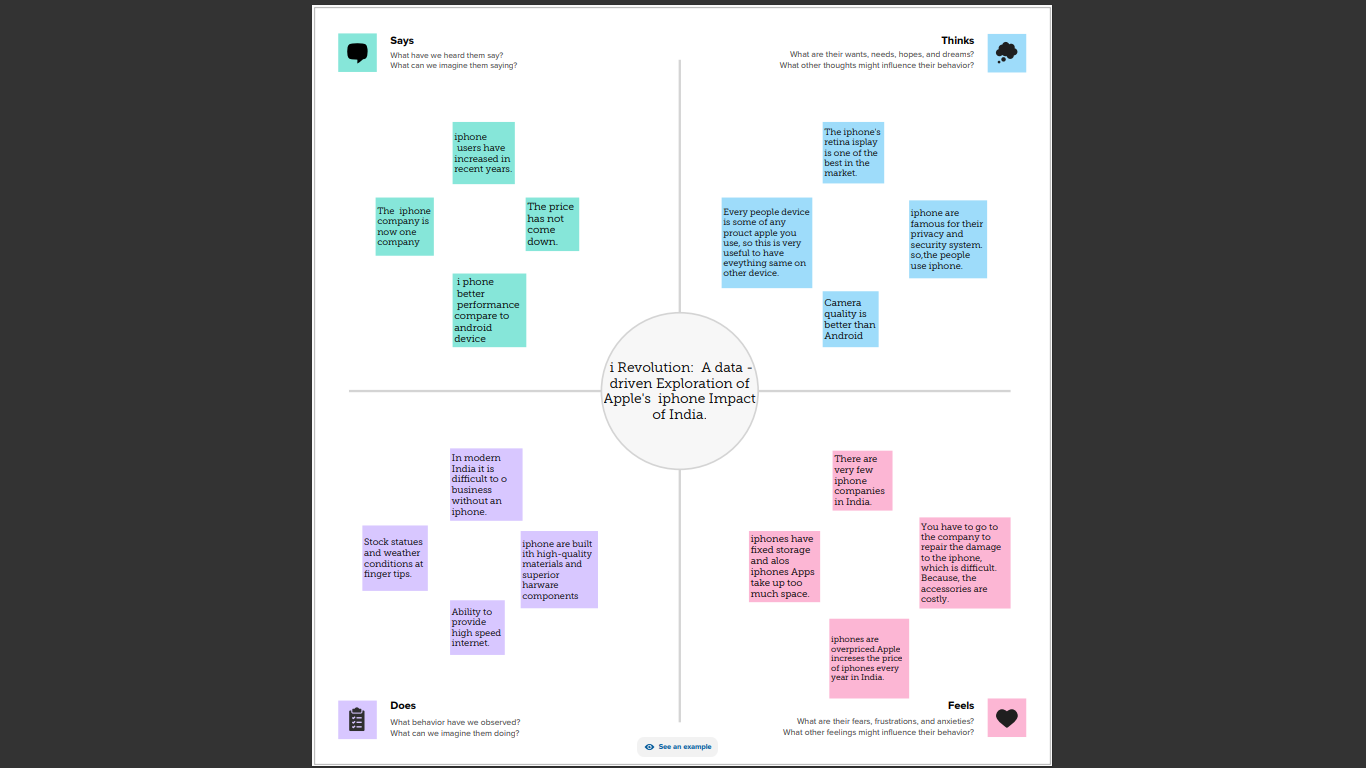 Says
What have we heard them say?
What can we imagine them saying?
Thinks
What are their wants, needs, hopes, and dreams?
What other thoughts might influence their behavior?
iphone
users have
increased in
recent years.
The iphone
company is
now one
company
The price
has not
come
down.
i phone
better
performance
compare to
android
device
The iphone's
retina isplay
is one of the
best in the
market.
Every people device
is some of any
prouct apple you
use, so this is very
useful to have
eveything same on
other device.
iphone are
famous for their
privacy and
security system.
so,the people
use iphone.
Camera
quality is
better than
Android
i Revolution: A data -
driven Exploration of
Apple's iphone Impact
of India.
In modern
India it is
difficult to o
business
without an
iphone.
Stock statues
and weather
conditions at
finger tips.
iphone are built
ith high-quality
materials and
superior
harware
components
Ability to
provide
high speed
internet.
There are
very few
iphone
companies
in India.
iphones have
fixed storage
and alos
iphones Apps
take up too
much space.
You have to go to
the company to
repair the damage
to the iphone,
which is difficult.
Because, the
accessories are
costly.
iphones are
overpriced.Apple
increses the price
of iphones every
year in India.
Does
What behavior have we observed?
What can we imagine them doing?
Feels
What are their fears, frustrations, and anxieties?
What other feelings might influence their behavior?
See an example